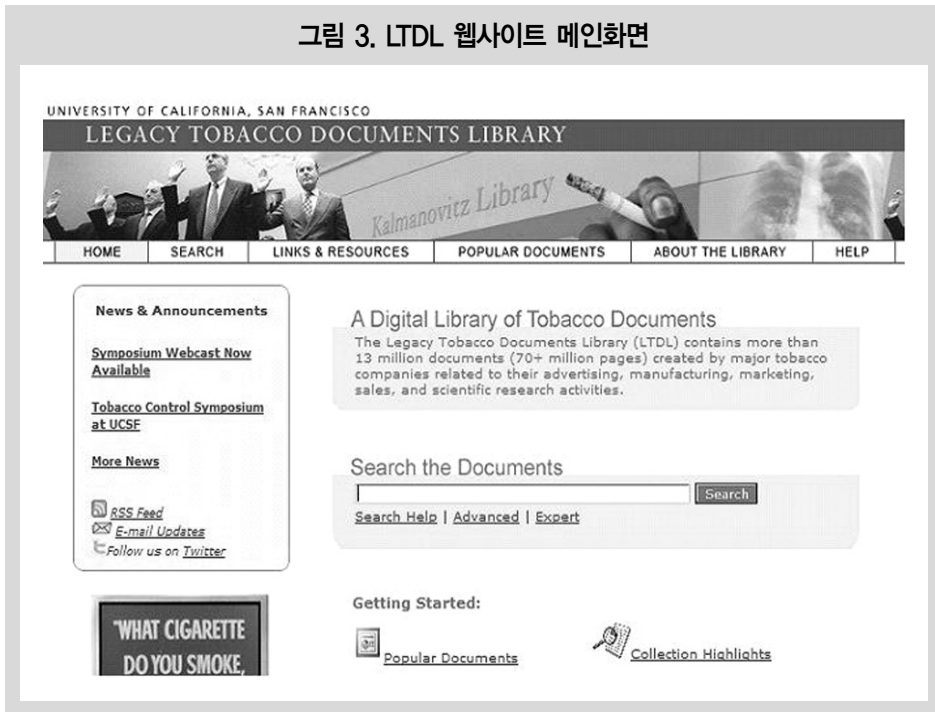 그림 3. LTDL 웹사이트 메인화면
UNIVERSITY OF CALIFORNIA, SAN FRANCISCO
LEGACY TOBACCO DOCUMENTS LIBRARY
Kalmanovitz Library
HOME SEARCH LINKS & RESOURCES POPULAR DOCUMENTS ABOUT THE LIBRARY HELP
News & Announcements
Symposium Webcast Now
Available
Tobacco Control Symposium
at UCSF
More News
RSS Feed
E-mail Updates
Follow us on Twitter
"WHAT CIGARETTE
DO YOU SMOKE,
A Digital Library of Tobacco Documents
The Legacy Tobacco Documents Library (LTDL) contains more than
13 million documents (70+ million pages) created by major tobacco
companies related to their advertising, manufacturing, marketing,
sales, and scientific research activities.
Search the Documents
Search
Search Help | Advanced | Expert
Getting Started:
Popular Documents
Collection Highlights